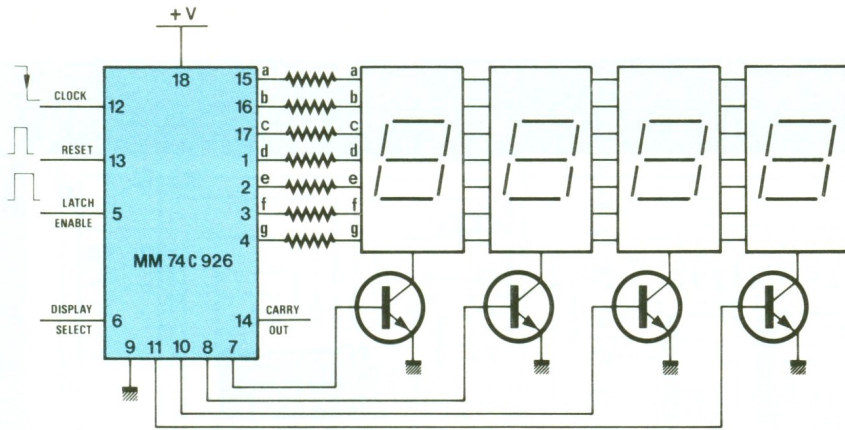 + V
18
15 a a
CLOCK
12
16 b b
17 c c
RESET
13
1 d d
2 e e
LATCH
ENABLE
5
3 f f
4 g g
MM 74C926
DISPLAY
SELECT
6
14
CARRY
OUT
9 11 10 8 7